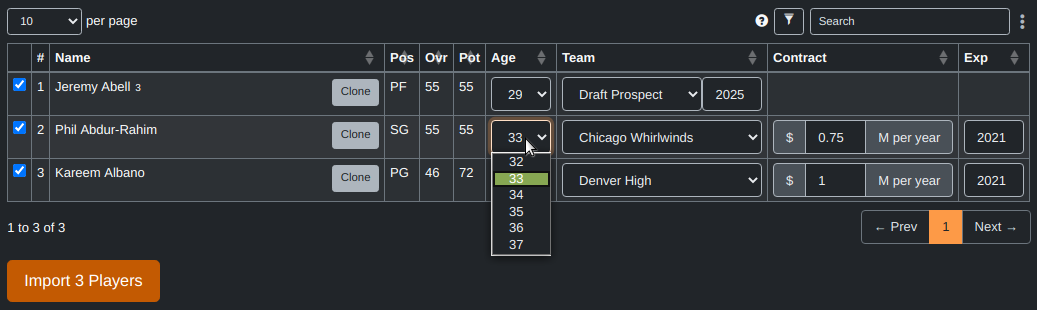 10 per page ? Search
# Name Pos Ovr Pot Age Team Contract Exp
1 Jeremy Abell 3 Clone PF 55 55 29 Draft Prospect 2025
2 Phil Abdur-Rahim Clone SG 55 55 33 Chicago Whirlwinds $ 0.75 M per year 2021
3 Kareem Albano Clone PG 46 72 Denver High $ 1 M per year 2021
32
33
34
35
36
37
1 to 3 of 3 ← Prev 1 Next →
Import 3 Players